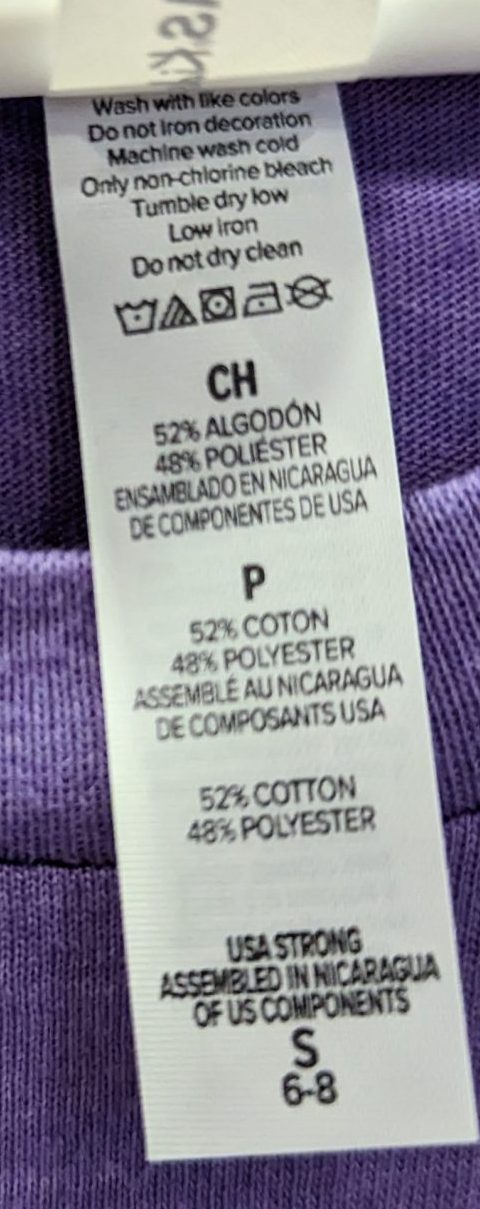 Wash with like colors
Do not iron decoration
Machine wash cold
Only non-chlorine bleach
Tumble dry low
Low iron
Do not dry clean
CH
52% ALGODÓN
48% POLIÉSTER
ENSAMBLADO EN NICARAGUA
DE COMPONENTES DE USA
P
52% COTON
48% POLYESTER
ASSEMBLÉ AU NICARAGUA
DE COMPOSANTS USA
52% COTTON
48% POLYESTER
USA STRONG
ASSEMBLED IN NICARAGUA
OF US COMPONENTS
S
6-8